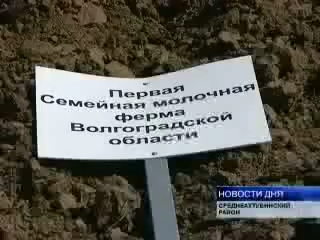 Первая
Семейная молочная
ферма
Волгоградской
области
НОВОСТИ ДНЯ
СРЕДНЕАХТУБИНСКИЙ
РАЙОН